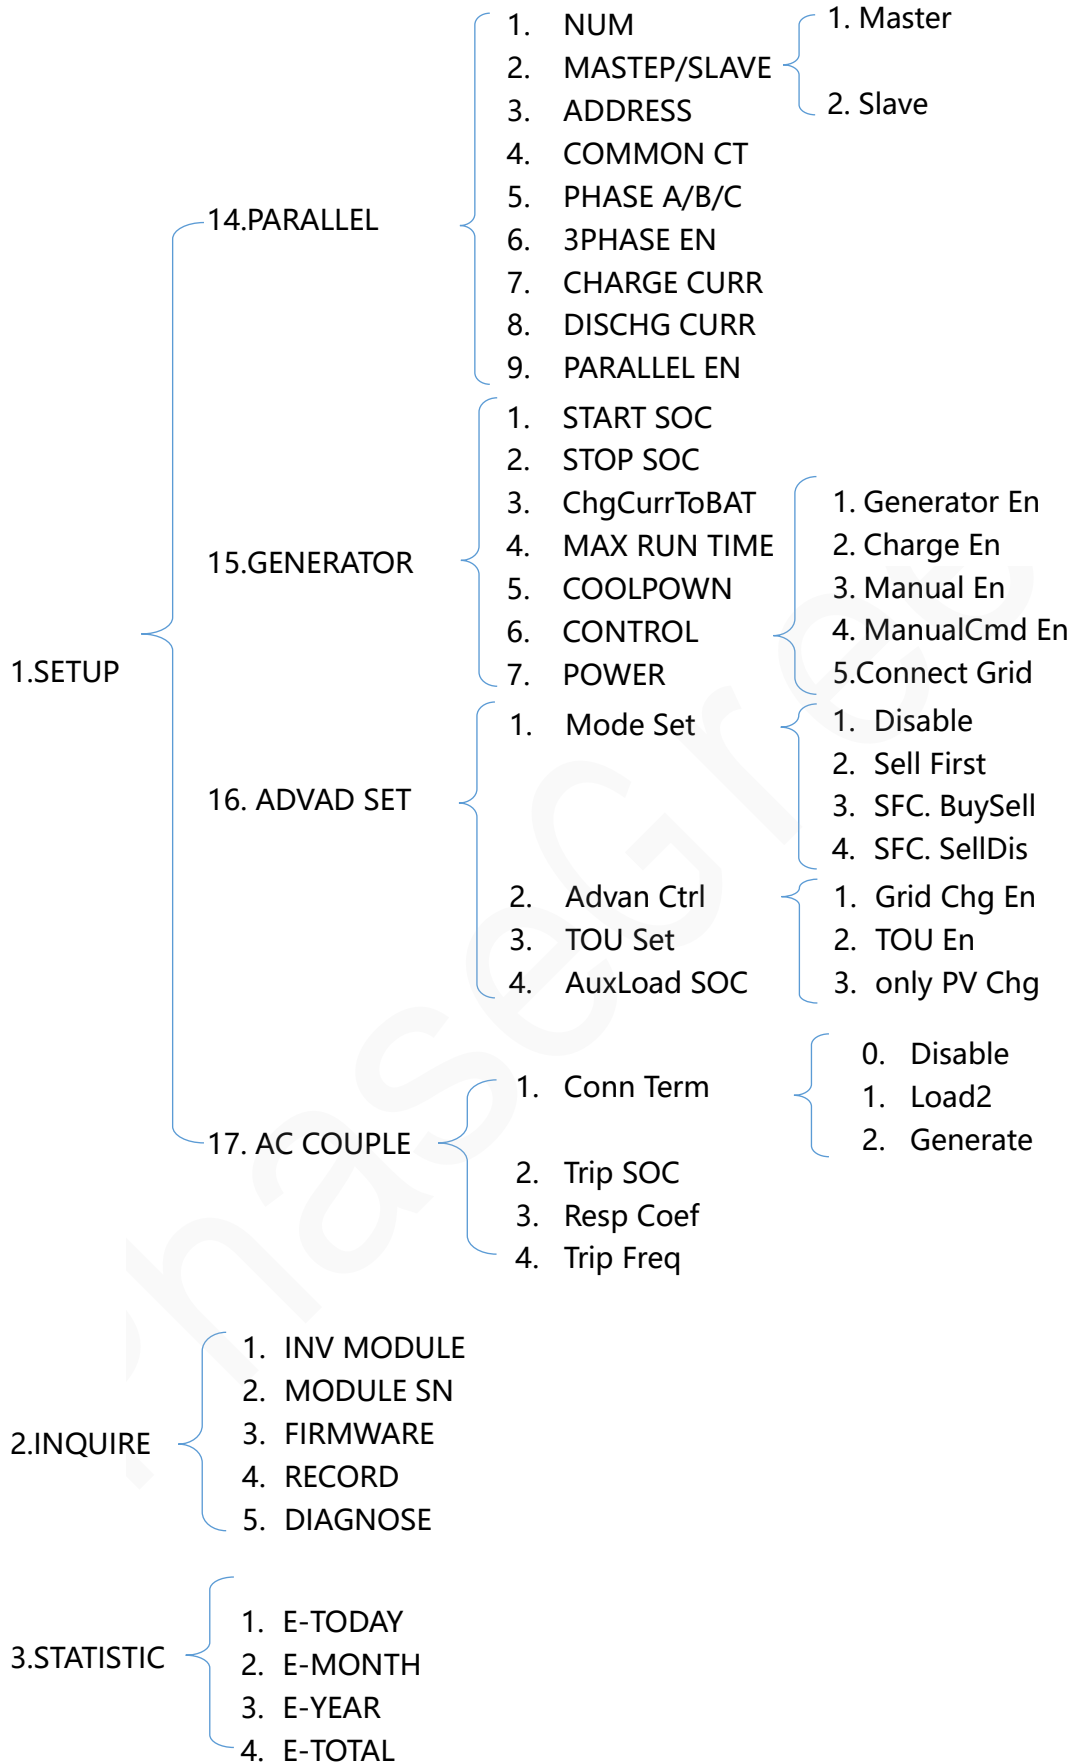 1.SETUP
14.PARALLEL
1. NUM
2. MASTEP/SLAVE
1. Master
2. Slave
3. ADDRESS
4. COMMON CT
5. PHASE A/B/C
6. 3PHASE EN
7. CHARGE CURR
8. DISCHG CURR
9. PARALLEL EN
15.GENERATOR
1. START SOC
2. STOP SOC
3. ChgCurrToBAT
4. MAX RUN TIME
5. COOLPOWN
6. CONTROL
1. Generator En
2. Charge En
3. Manual En
4. ManualCmd En
5.Connect Grid
7. POWER
16. ADVAD SET
1. Mode Set
1. Disable
2. Sell First
3. SFC. BuySell
4. SFC. SellDis
2. Advan Ctrl
1. Grid Chg En
2. TOU En
3. only PV Chg
3. TOU Set
4. AuxLoad SOC
17. AC COUPLE
1. Conn Term
0. Disable
1. Load2
2. Generate
2. Trip SOC
3. Resp Coef
4. Trip Freq
2.INQUIRE
1. INV MODULE
2. MODULE SN
3. FIRMWARE
4. RECORD
5. DIAGNOSE
3.STATISTIC
1. E-TODAY
2. E-MONTH
3. E-YEAR
4. E-TOTAL